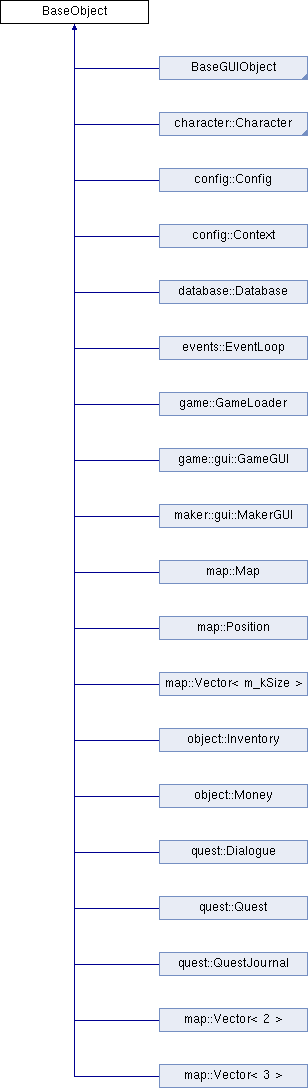 BaseObject
BaseGUIObject
character::Character
config::Config
config::Context
database::Database
events::EventLoop
game::GameLoader
game::gui::GameGUI
maker::gui::MakerGUI
map::Map
map::Position
map::Vector< m_kSize >
object::Inventory
object::Money
quest::Dialogue
quest::Quest
quest::QuestJournal
map::Vector< 2 >
map::Vector< 3 >